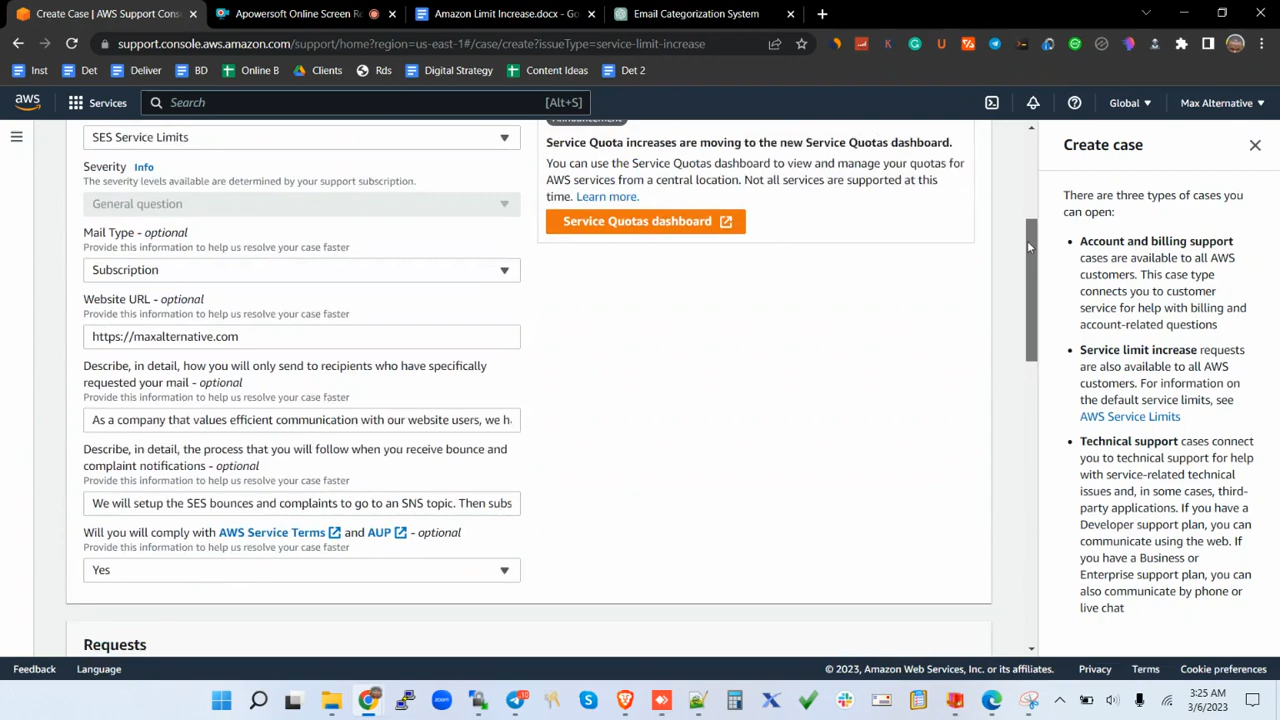 Create Case | AWS Support Cons
Apowersoft Online Screen Re
Amazon Limit Increase.docx - Go
Email Categorization System
support.console.aws.amazon.com/support/home?region=us-east-1#/case/create?issueType=service-limit-increase
Inst
Det
Deliver
BD
Online B
Clients
Rds
Digital Strategy
Content Ideas
Det 2
aws
Services
Search
[Alt+S]
Global
Max Alternative
SES Service Limits
Severity Info
The severity levels available are determined by your support subscription.
General question
Mail Type - optional
Provide this information to help us resolve your case faster
Subscription
Website URL - optional
Provide this information to help us resolve your case faster
https://maxalternative.com
Describe, in detail, how you will only send to recipients who have specifically
requested your mail - optional
Provide this information to help us resolve your case faster
As a company that values efficient communication with our website users, we h
Describe, in detail, the process that you will follow when you receive bounce and
complaint notifications - optional
Provide this information to help us resolve your case faster
We will setup the SES bounces and complaints to go to an SNS topic. Then subs
Will you will comply with AWS Service Terms and AUP - optional
Provide this information to help us resolve your case faster
Yes
Requests
Announcement
Service Quota increases are moving to the new Service Quotas dashboard.
You can use the Service Quotas dashboard to view and manage your quotas for
AWS services from a central location. Not all services are supported at this
time. Learn more.
Service Quotas dashboard
Create case
There are three types of cases you
can open:
• Account and billing support
cases are available to all AWS
customers. This case type
connects you to customer
service for help with billing and
account-related questions
• Service limit increase requests
are also available to all AWS
customers. For information on
the default service limits, see
AWS Service Limits
• Technical support cases connect
you to technical support for help
with service-related technical
issues and, in some cases, third-
party applications. If you have a
Developer support plan, you can
communicate using the web. If
you have a Business or
Enterprise support plan, you can
also communicate by phone or
live chat
Feedback
Language
© 2023, Amazon Web Services, Inc. or its affiliates.
Privacy
Terms
Cookie preferences
zoom
10
3:25 AM
3/6/2023